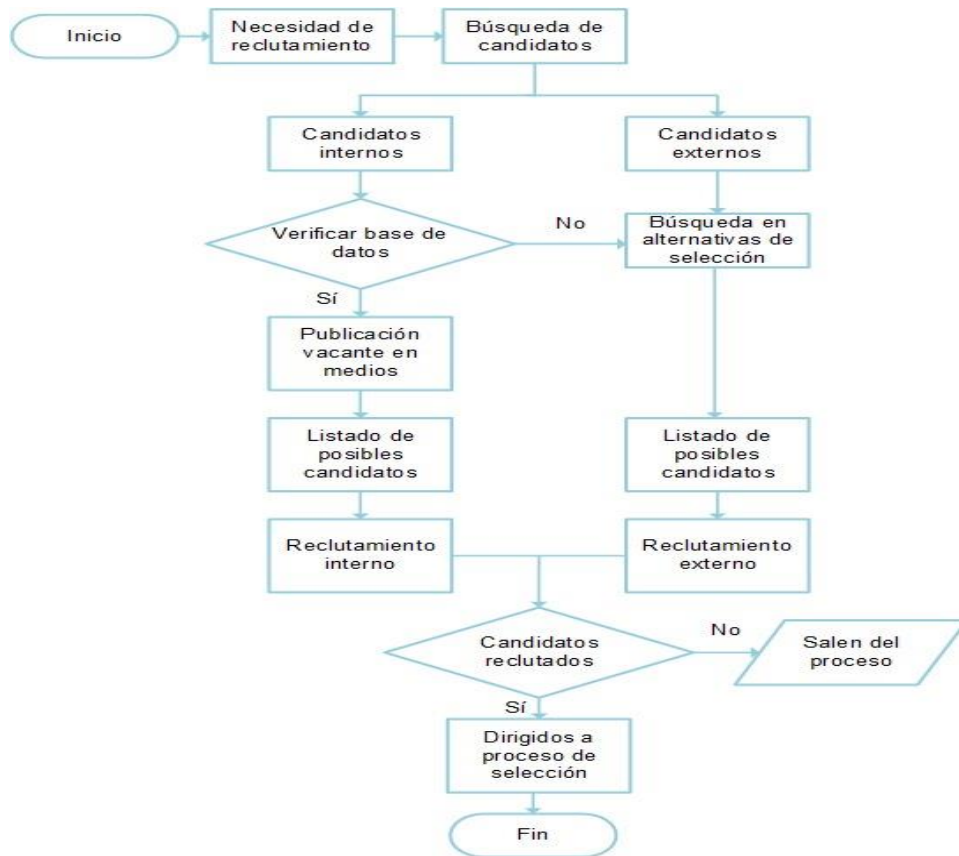 Inicio
Necesidad de
reclutamiento
Búsqueda de
candidatos
Candidatos
internos
Candidatos
externos
Verificar base de
datos
No
Búsqueda en
alternativas de
selección
Sí
Publicación
vacante en
medios
Listado de
posibles
candidatos
Listado de
posibles
candidatos
Reclutamiento
interno
Reclutamiento
externo
Candidatos
reclutados
No
Salen del
proceso
Sí
Dirigidos a
proceso de
selección
Fin